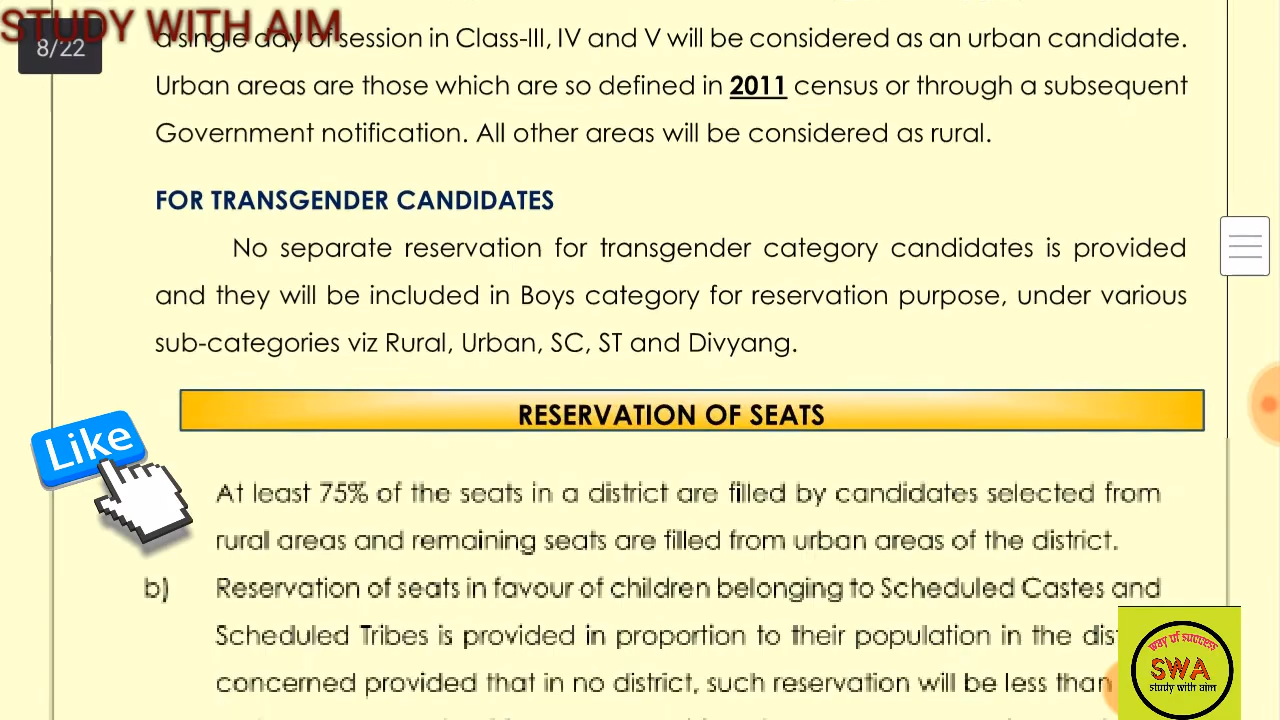 STUDY WITH AIM
8/22
a single day of session in Class-III, IV and V will be considered as an urban candidate.
Urban areas are those which are so defined in 2011 census or through a subsequent
Government notification. All other areas will be considered as rural.
FOR TRANSGENDER CANDIDATES
No separate reservation for transgender category candidates is provided
and they will be included in Boys category for reservation purpose, under various
sub-categories viz Rural, Urban, SC, ST and Divyang.
RESERVATION OF SEATS
Like
At least 75% of the seats in a district are filled by candidates selected from
rural areas and remaining seats are filled from urban areas of the district.
b) Reservation of seats in favour of children belonging to Scheduled Castes and
Scheduled Tribes is provided in proportion to their population in the
concerned provided that in no district, such reservation will be less than
way of success
SWA
study with aim